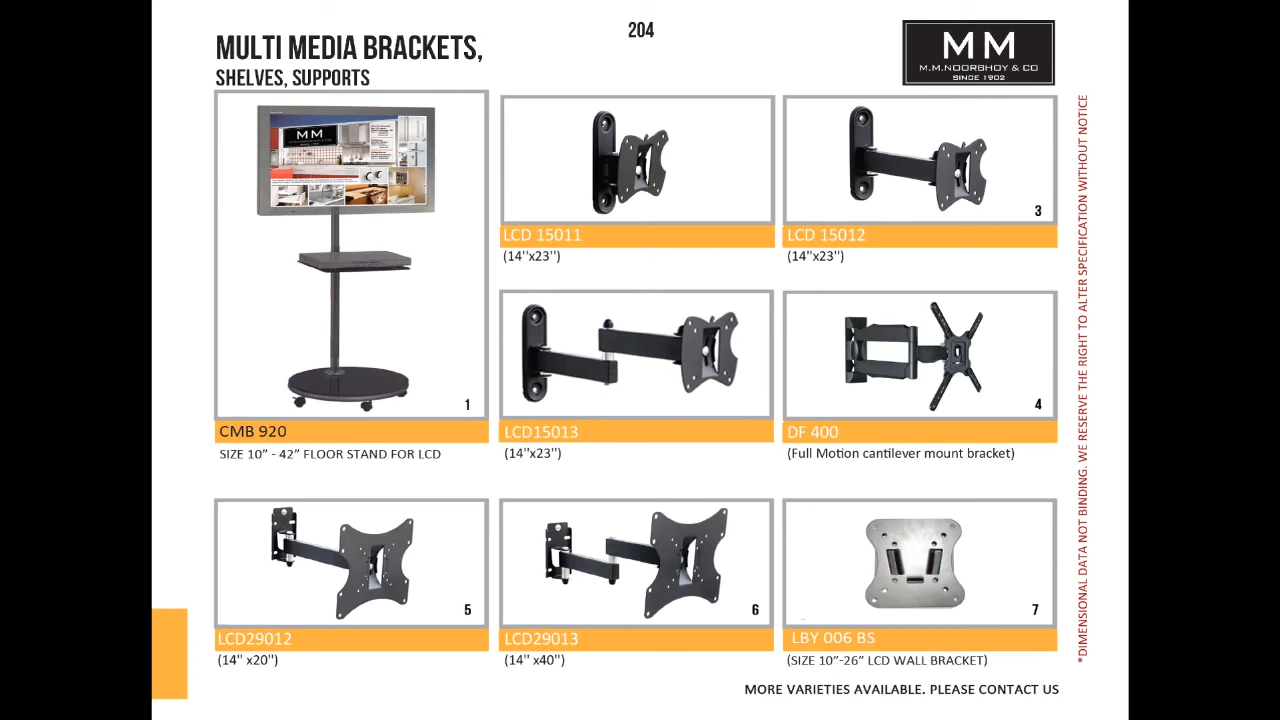 204
MULTI MEDIA BRACKETS,
SHELVES, SUPPORTS
MM
M.M.NOORBHOY & CO
SINCE 1902
MM
1
CMB 920
SIZE 10” - 42” FLOOR STAND FOR LCD
LCD 15011
(14''x23'')
3
LCD 15012
(14''x23'')
LCD15013
(14''x23'')
4
DF 400
(Full Motion cantilever mount bracket)
5
LCD29012
(14'' x20'')
6
LCD29013
(14'' x40'')
7
LBY 006 BS
(SIZE 10”-26” LCD WALL BRACKET)
*DIMENSIONAL DATA NOT BINDING. WE RESERVE THE RIGHT TO ALTER SPECIFICATION WITHOUT NOTICE
MORE VARIETIES AVAILABLE. PLEASE CONTACT US